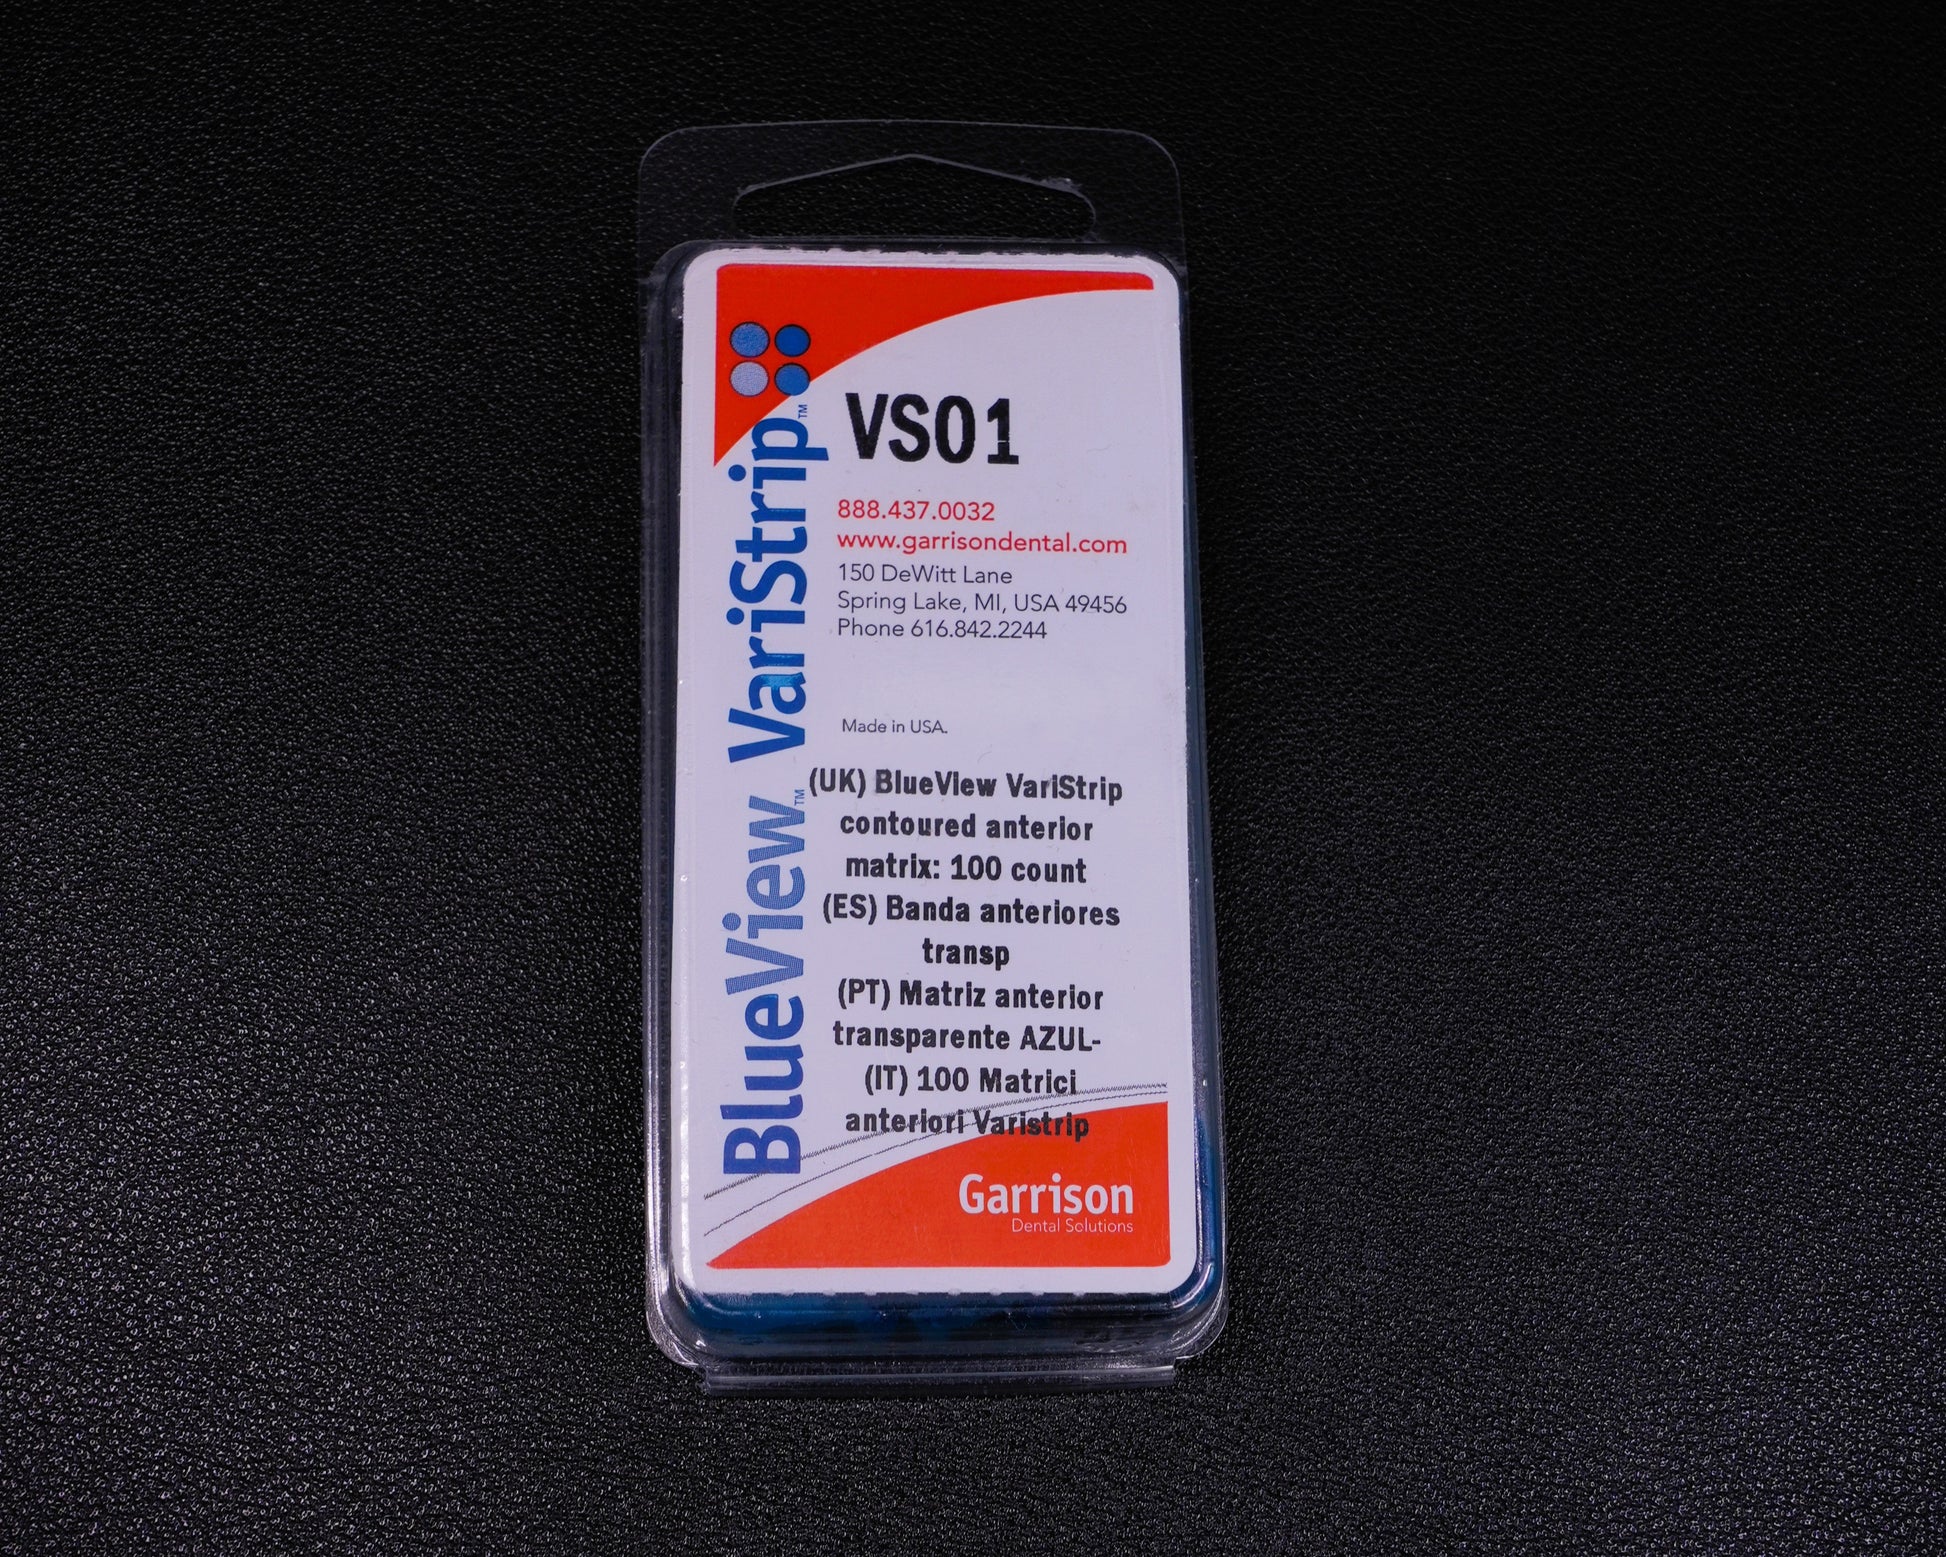 BlueView™ VariStrip™
VS01
888.437.0032
www.garrisondental.com
150 DeWitt Lane
Spring Lake, MI, USA 49456
Phone 616.842.2244
Made in USA.
(UK) BlueView VariStrip
contoured anterior
matrix: 100 count
(ES) Banda anteriores
transp
(PT) Matriz anterior
transparente AZUL-
(IT) 100 Matrici
anteriori Varistrip
Garrison
Dental Solutions